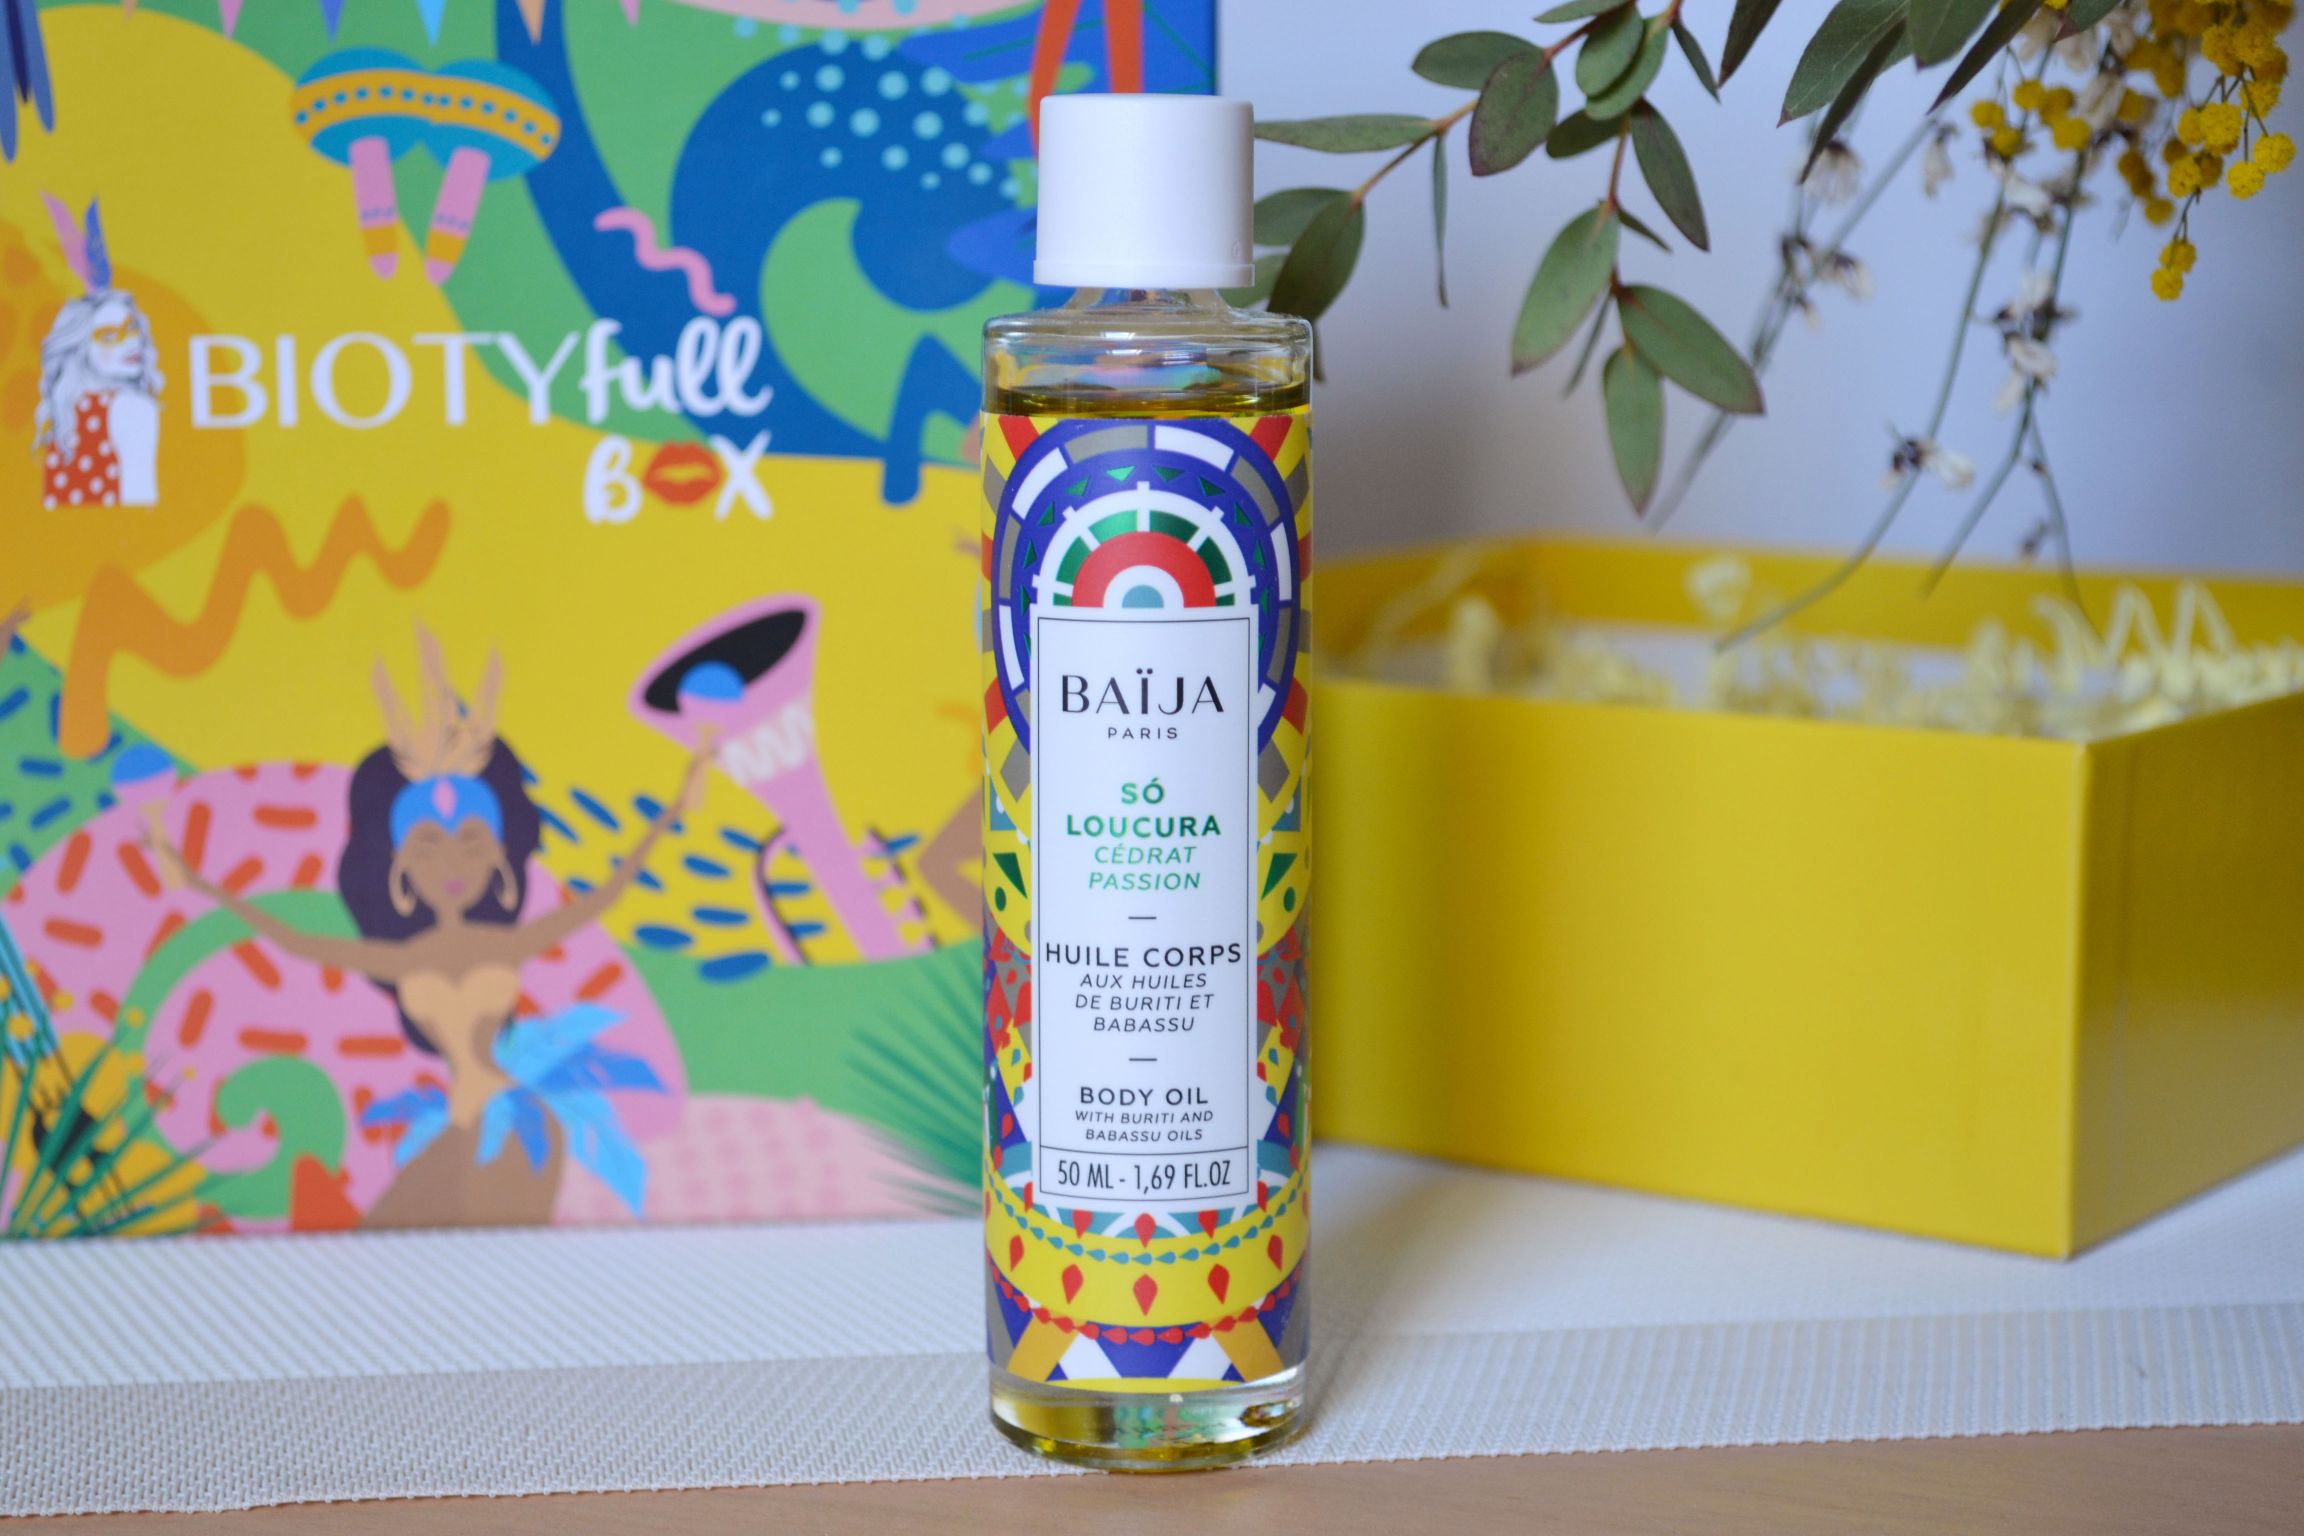 BIOTYfull
BOX
BAÏJA
PARIS
SÓ
LOUCURA
CÉDRAT
PASSION
HUILE CORPS
AUX HUILES
DE BURITI ET
BABASSU
BODY OIL
WITH BURITI AND
BABASSU OILS
50 ML - 1,69 FL.OZ